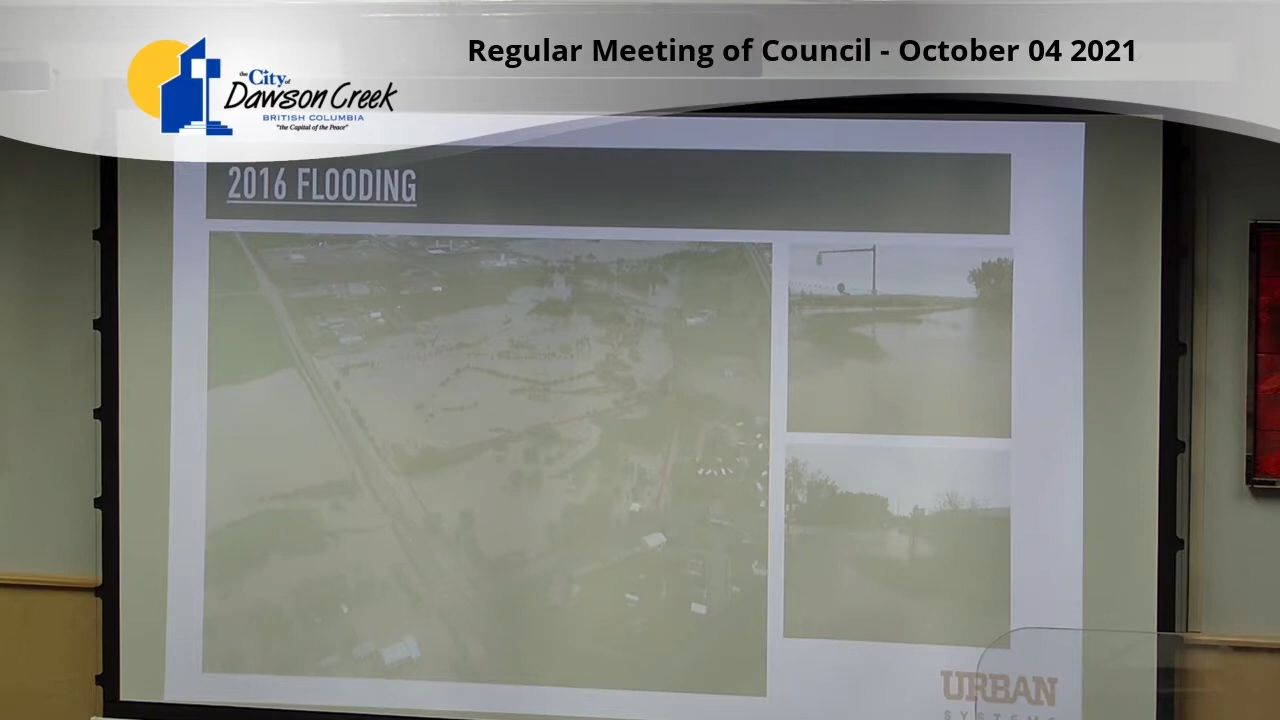 Regular Meeting of Council - October 04 2021
the City of
Dawson Creek
BRITISH COLUMBIA
"the Capital of the Peace"
2016 FLOODING
URBAN
SYSTEMS